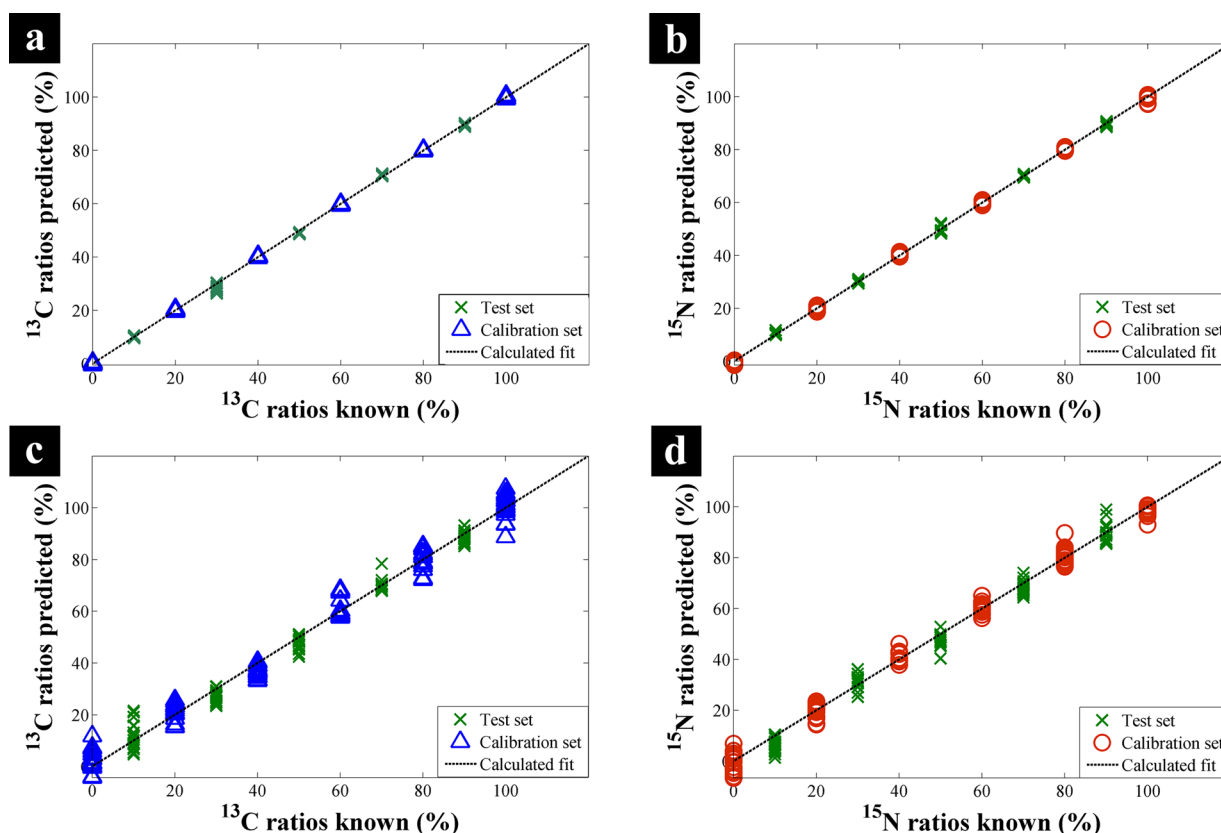 a
¹³C ratios predicted (%)
100
80
60
40
20
0
0 20 40 60 80 100
¹³C ratios known (%)
Test set
Calibration set
Calculated fit
b
¹⁵N ratios predicted (%)
100
80
60
40
20
0
0 20 40 60 80 100
¹⁵N ratios known (%)
Test set
Calibration set
Calculated fit
c
¹³C ratios predicted (%)
100
80
60
40
20
0
0 20 40 60 80 100
¹³C ratios known (%)
Test set
Calibration set
Calculated fit
d
¹⁵N ratios predicted (%)
100
80
60
40
20
0
0 20 40 60 80 100
¹⁵N ratios known (%)
Test set
Calibration set
Calculated fit